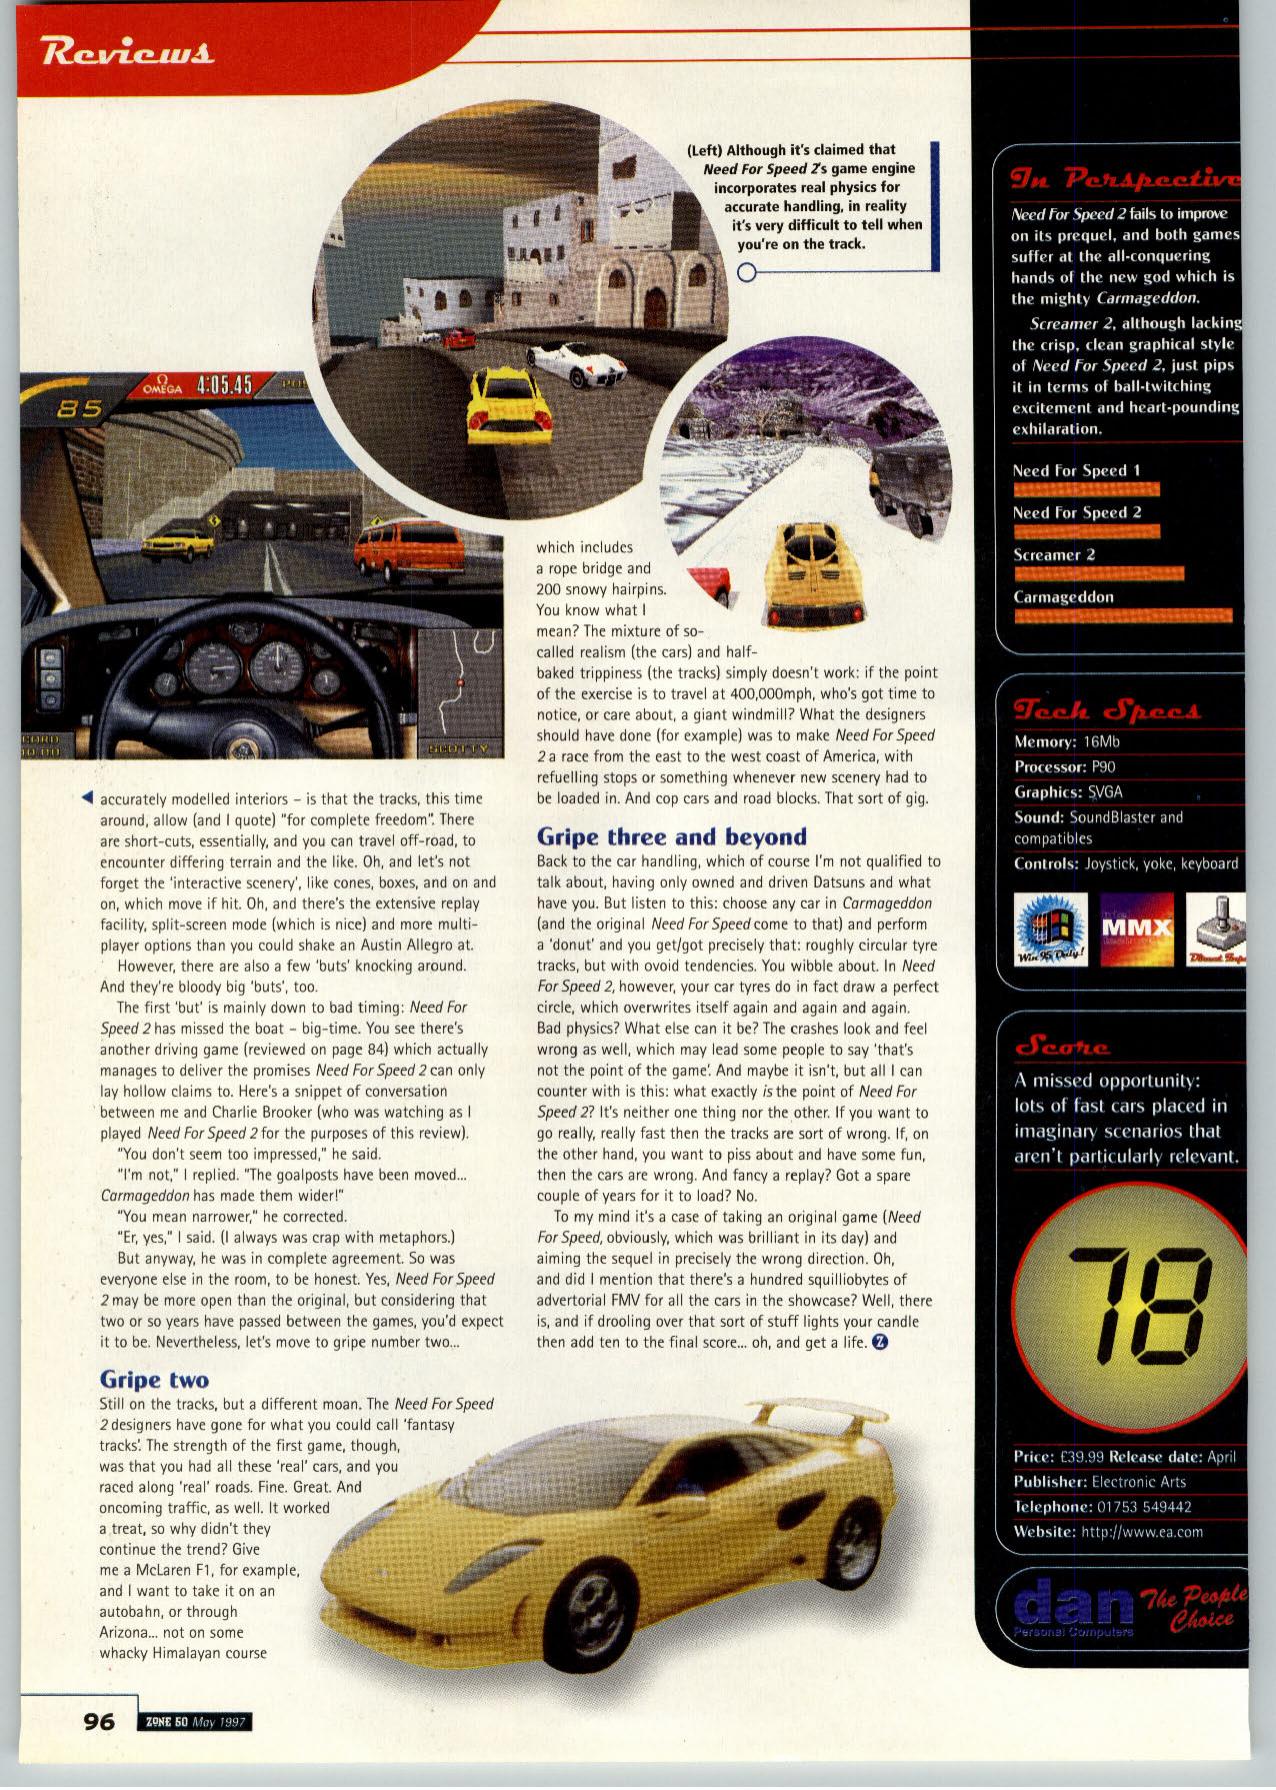 Reviews
(Left) Although it's claimed that
Need For Speed 2's game engine
incorporates real physics for
accurate handling, in reality
it's very difficult to tell when
you're on the track.
85
OMEGA 4:05.45
SCOTTY
◄ accurately modelled interiors – is that the tracks, this time
around, allow (and I quote) "for complete freedom". There
are short-cuts, essentially, and you can travel off-road, to
encounter differing terrain and the like. Oh, and let's not
forget the 'interactive scenery', like cones, boxes, and on and
on, which move if hit. Oh, and there's the extensive replay
facility, split-screen mode (which is nice) and more multi-
player options than you could shake an Austin Allegro at.
However, there are also a few 'buts' knocking around.
And they're bloody big 'buts', too.
The first 'but' is mainly down to bad timing: Need For
Speed 2 has missed the boat – big-time. You see there's
another driving game (reviewed on page 84) which actually
manages to deliver the promises Need For Speed 2 can only
lay hollow claims to. Here's a snippet of conversation
between me and Charlie Brooker (who was watching as I
played Need For Speed 2 for the purposes of this review).
"You don't seem too impressed," he said.
"I'm not," I replied. "The goalposts have been moved...
Carmageddon has made them wider!"
"You mean narrower," he corrected.
"Er, yes," I said. (I always was crap with metaphors.)
But anyway, he was in complete agreement. So was
everyone else in the room, to be honest. Yes, Need For Speed
2 may be more open than the original, but considering that
two or so years have passed between the games, you'd expect
it to be. Nevertheless, let's move to gripe number two...
Gripe two
Still on the tracks, but a different moan. The Need For Speed
2 designers have gone for what you could call 'fantasy
tracks'. The strength of the first game, though,
was that you had all these 'real' cars, and you
raced along 'real' roads. Fine. Great. And
oncoming traffic, as well. It worked
a treat, so why didn't they
continue the trend? Give
me a McLaren F1, for example,
and I want to take it on an
autobahn, or through
Arizona... not on some
whacky Himalayan course
which includes
a rope bridge and
200 snowy hairpins.
You know what I
mean? The mixture of so-
called realism (the cars) and half-
baked trippiness (the tracks) simply doesn't work: if the point
of the exercise is to travel at 400,000mph, who's got time to
notice, or care about, a giant windmill? What the designers
should have done (for example) was to make Need For Speed
2 a race from the east to the west coast of America, with
refuelling stops or something whenever new scenery had to
be loaded in. And cop cars and road blocks. That sort of gig.
Gripe three and beyond
Back to the car handling, which of course I'm not qualified to
talk about, having only owned and driven Datsuns and what
have you. But listen to this: choose any car in Carmageddon
(and the original Need For Speed come to that) and perform
a 'donut' and you get/got precisely that: roughly circular tyre
tracks, but with ovoid tendencies. You wibble about. In Need
For Speed 2, however, your car tyres do in fact draw a perfect
circle, which overwrites itself again and again and again.
Bad physics? What else can it be? The crashes look and feel
wrong as well, which may lead some people to say 'that's
not the point of the game'. And maybe it isn't, but all I can
counter with is this: what exactly is the point of Need For
Speed 2? It's neither one thing nor the other. If you want to
go really, really fast then the tracks are sort of wrong. If, on
the other hand, you want to piss about and have some fun,
then the cars are wrong. And fancy a replay? Got a spare
couple of years for it to load? No.
To my mind it's a case of taking an original game (Need
For Speed, obviously, which was brilliant in its day) and
aiming the sequel in precisely the wrong direction. Oh,
and did I mention that there's a hundred squilliobytes of
advertorial FMV for all the cars in the showcase? Well, there
is, and if drooling over that sort of stuff lights your candle
then add ten to the final score... oh, and get a life. Z
In Perspective
Need For Speed 2 fails to improve
on its prequel, and both games
suffer at the all-conquering
hands of the new god which is
the mighty Carmageddon.
Screamer 2, although lacking
the crisp, clean graphical style
of Need For Speed 2, just pips
it in terms of ball-twitching
excitement and heart-pounding
exhilaration.
Need For Speed 1
Need For Speed 2
Screamer 2
Carmageddon
Tech Specs
Memory: 16Mb
Processor: P90
Graphics: SVGA
Sound: SoundBlaster and
compatibles
Controls: Joystick, yoke, keyboard
Win 95 Only!
MMX
Score
A missed opportunity:
lots of fast cars placed in
imaginary scenarios that
aren't particularly relevant.
78
Price: £39.99 Release date: April
Publisher: Electronic Arts
Telephone: 01753 549442
Website: http://www.ea.com
dan The People
Choice
Personal Computers
96 ZONE 50 May 1997